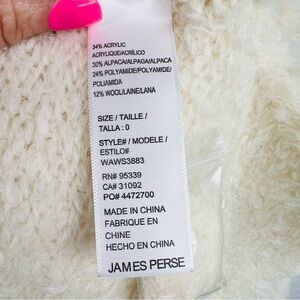 34% ACRYLIC
ACRYLIQUE/ACRÍLICO
30% ALPACA/ALPAGA/ALPACA
24% POLYAMIDE/POLYAMIDE/
POLIAMIDA
12% WOOL/LAINE/LANA
SIZE / TAILLE /
TALLA : 0
STYLE# / MODELE /
ESTILO#
WAWS3883
RN# 95339
CA# 31092
PO# 4472700
MADE IN CHINA
FABRIQUE EN
CHINE
HECHO EN CHINA
JAMES PERSE